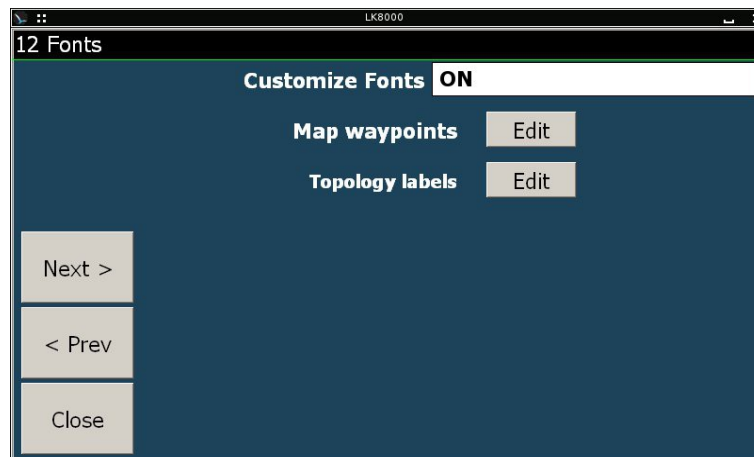 LK8000
12 Fonts
Customize Fonts ON
Map waypoints Edit
Topology labels Edit
Next >
< Prev
Close